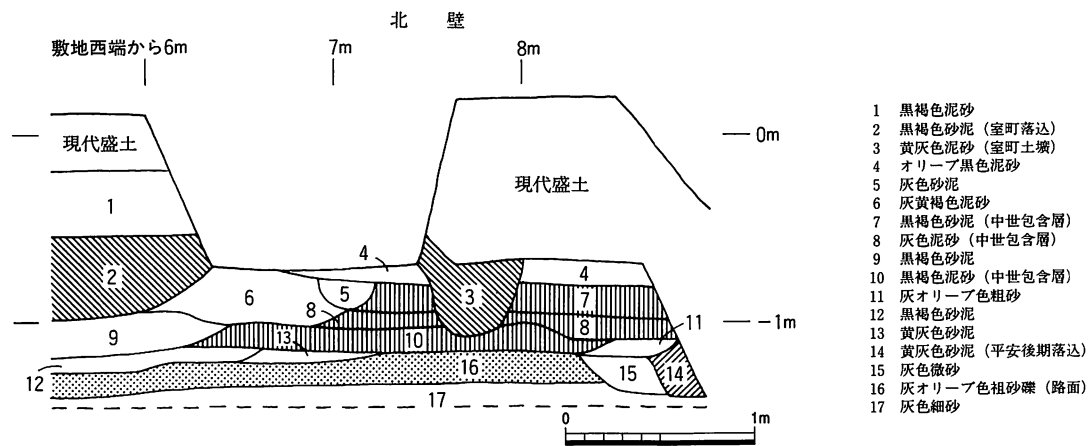 北 壁
敷地西端から6m 7m 8m
0m
現代盛土
現代盛土
1
4
2
3
4
5
6
7
8
8
11
9
10
13
12
16
15
14
17
−1m
0 1m
1 黒褐色泥砂
2 黒褐色砂泥（室町落込）
3 黄灰色泥砂（室町土壙）
4 オリーブ黒色泥砂
5 灰色砂泥
6 灰黄褐色泥砂
7 黒褐色砂泥（中世包含層）
8 灰色泥砂（中世包含層）
9 黒褐色砂泥
10 黒褐色泥砂（中世包含層）
11 灰オリーブ色粗砂
12 黒褐色砂泥
13 黄灰色砂泥
14 黄灰色砂泥（平安後期落込）
15 灰色微砂
16 灰オリーブ色祖砂礫（路面）
17 灰色細砂